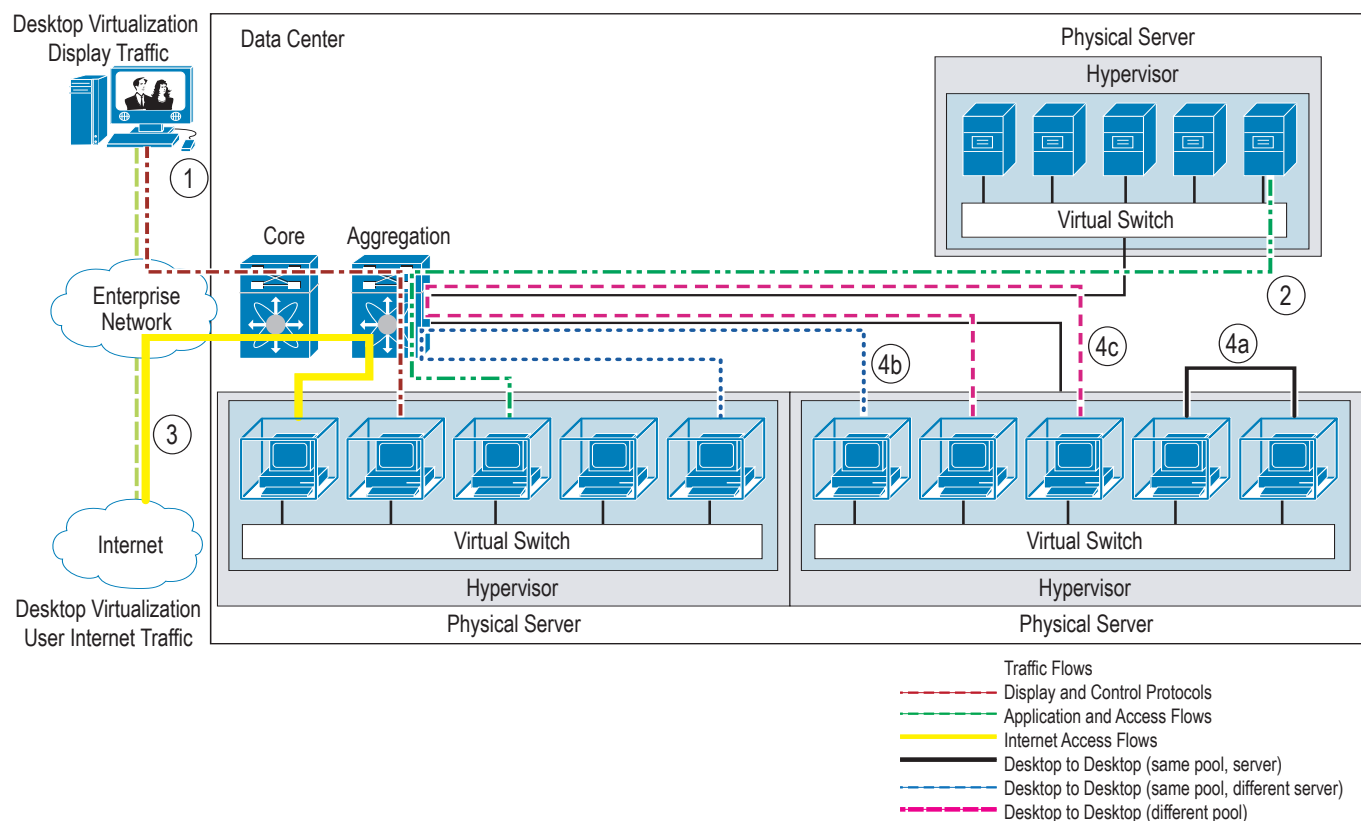 Desktop Virtualization
Display Traffic
Data Center
Physical Server
Hypervisor
Virtual Switch
1
Core
Aggregation
Enterprise
Network
2
4b
4c
4a
3
Internet
Desktop Virtualization
User Internet Traffic
Virtual Switch
Hypervisor
Physical Server
Virtual Switch
Hypervisor
Physical Server
Traffic Flows
Display and Control Protocols
Application and Access Flows
Internet Access Flows
Desktop to Desktop (same pool, server)
Desktop to Desktop (same pool, different server)
Desktop to Desktop (different pool)